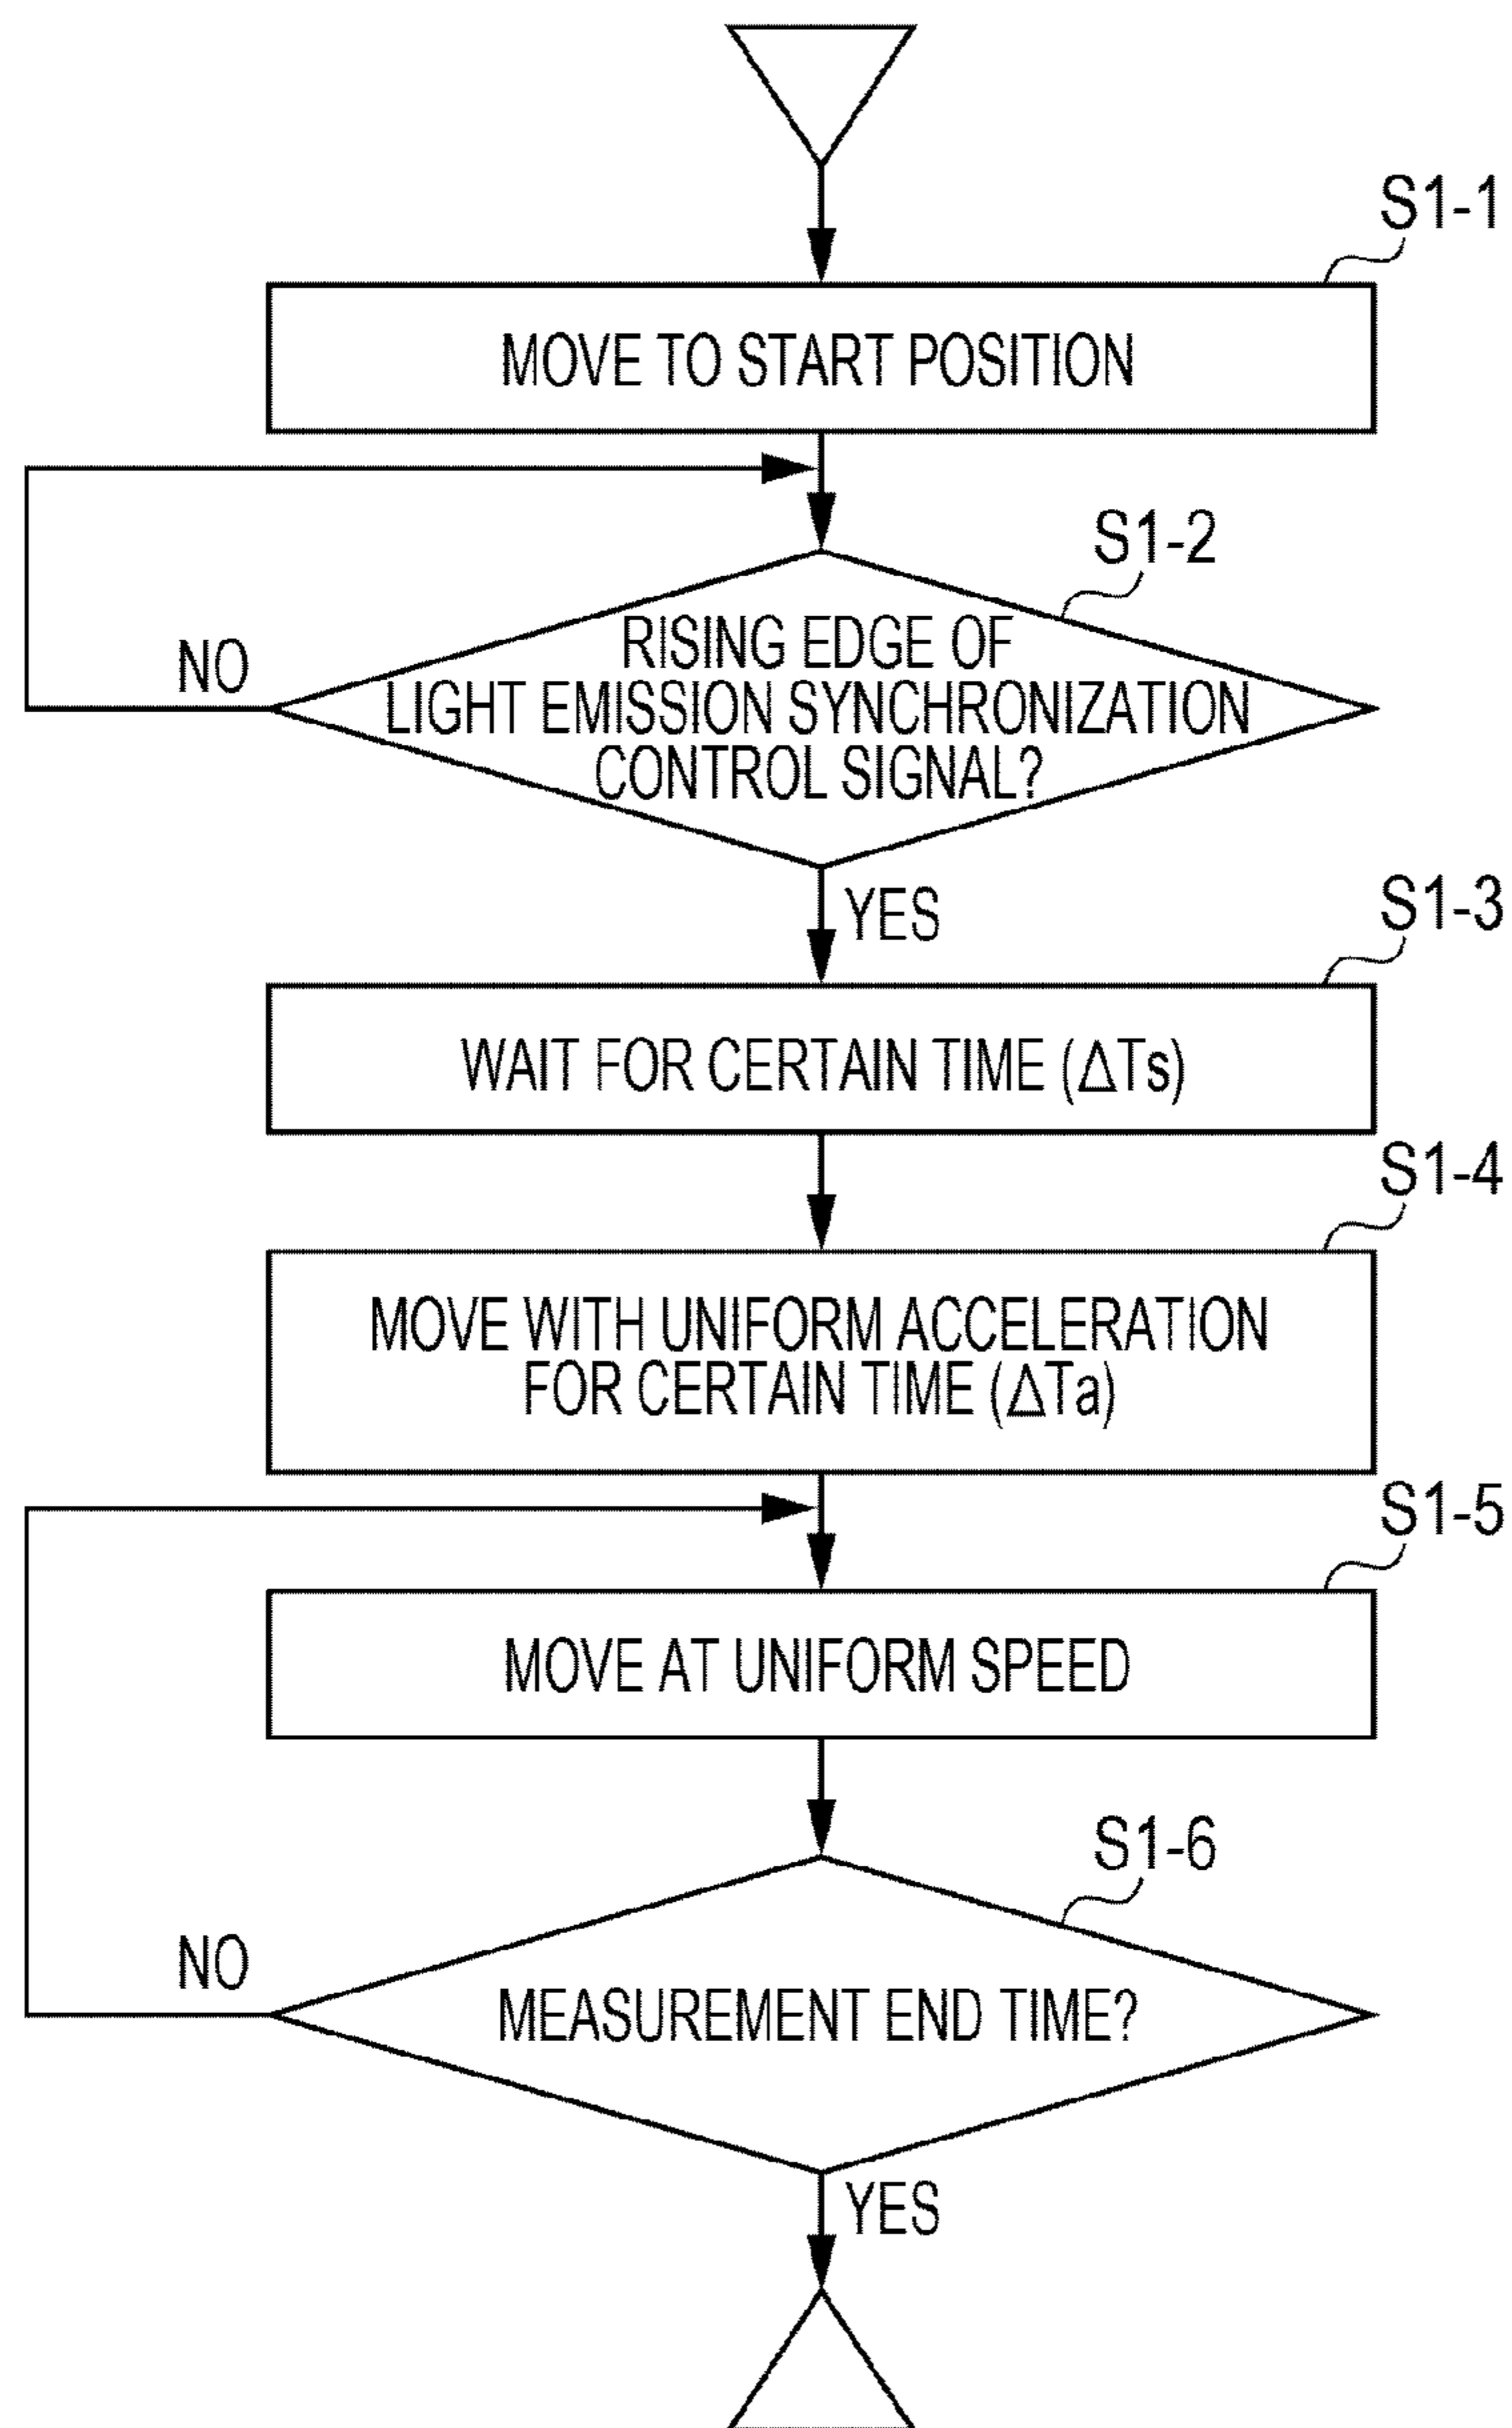 S1-1
MOVE TO START POSITION
S1-2
RISING EDGE OF
LIGHT EMISSION SYNCHRONIZATION
CONTROL SIGNAL?
NO
YES
S1-3
WAIT FOR CERTAIN TIME (ΔTs)
S1-4
MOVE WITH UNIFORM ACCELERATION
FOR CERTAIN TIME (ΔTa)
S1-5
MOVE AT UNIFORM SPEED
S1-6
NO
MEASUREMENT END TIME?
YES